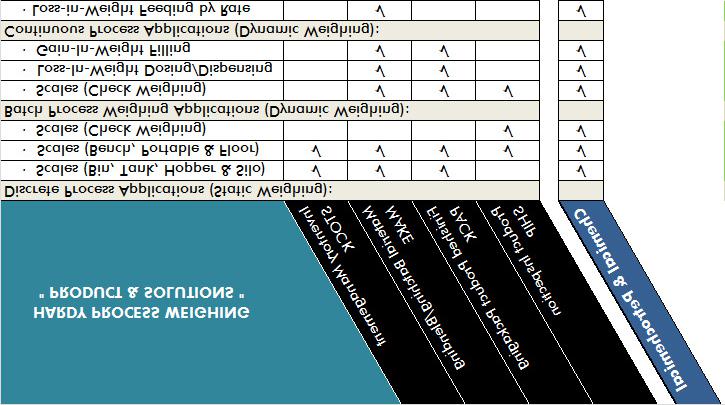 HARDY PROCESS WEIGHING
" PRODUCT & SOLUTIONS "
STOCK
Inventory Management
MAKE
Material Batching/Blending
PACK
Finished Product Packaging
SHIP
Product Inspection
Chemical & Petrochemical
Discrete Process Applications (Static Weighing):
· Scales (Bin, Tank, Hopper & Silo) √ √ √ √
· Scales (Bench, Portable & Floor) √ √ √ √ √
· Scales (Check Weighing) √ √
Batch Process Weighing Applications (Dynamic Weighing):
· Scales (Check Weighing) √ √ √ √
· Loss-In-Weight Dosing/Dispensing √ √ √
· Gain-In-Weight Filling √ √ √
Continuous Process Applications (Dynamic Weighing):
· Loss-in-Weight Feeding by Rate √ √